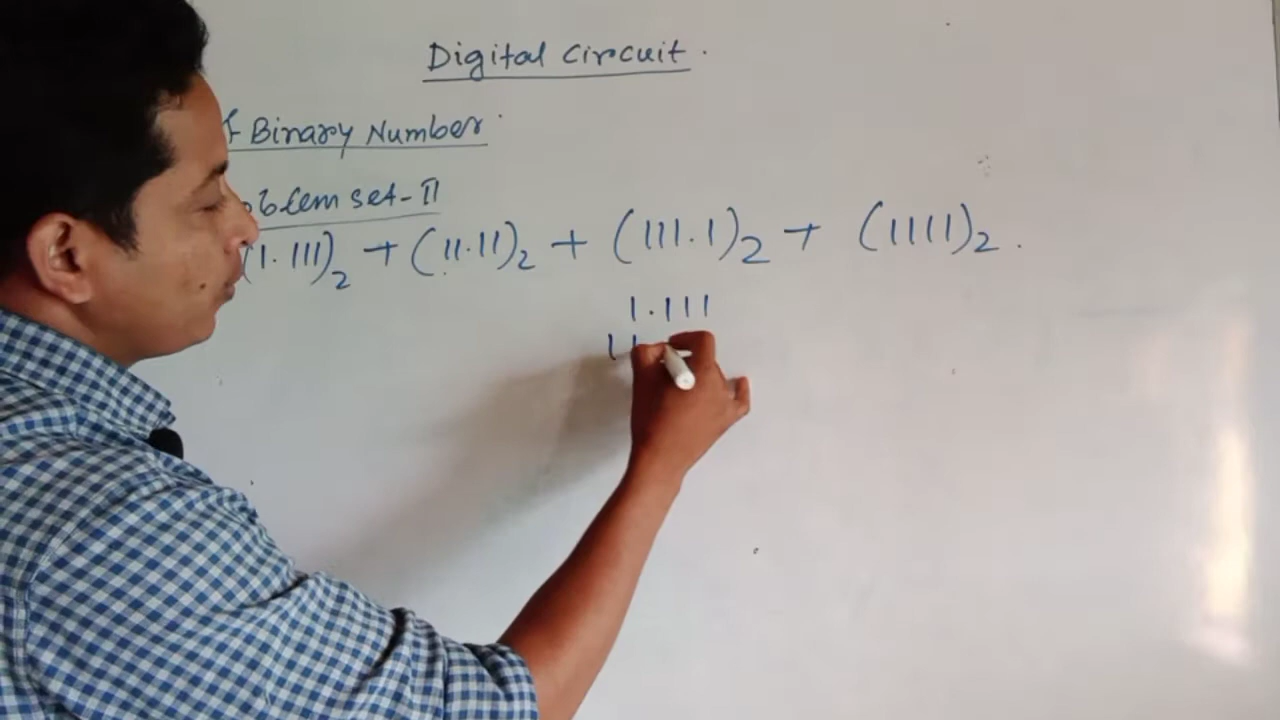 Digital Circuit.
Binary Number
set-II
(1.111)₂ + (11.11)₂ + (111.1)₂ + (1111)₂.
1.111
11